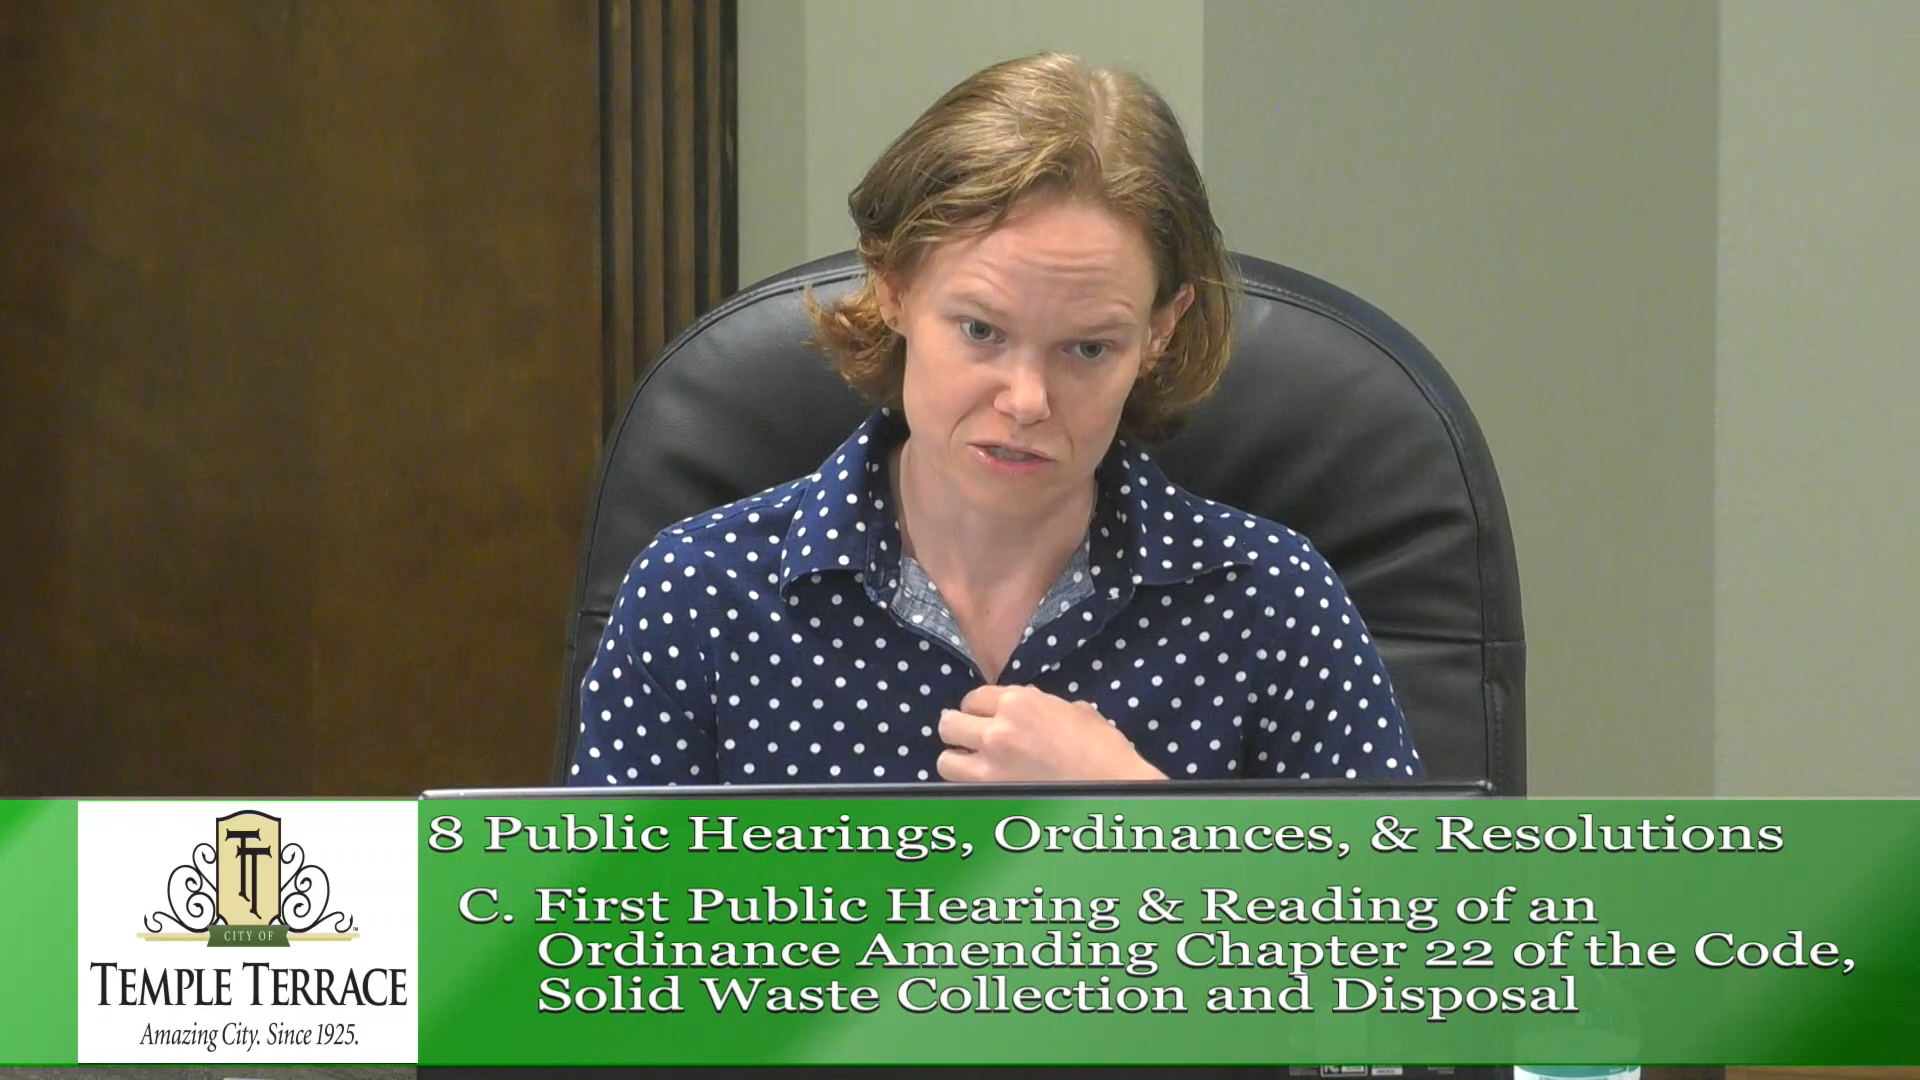 8 Public Hearings, Ordinances, & Resolutions
C. First Public Hearing & Reading of an
Ordinance Amending Chapter 22 of the Code,
Solid Waste Collection and Disposal
TT
CITY OF
TEMPLE TERRACE
Amazing City. Since 1925.